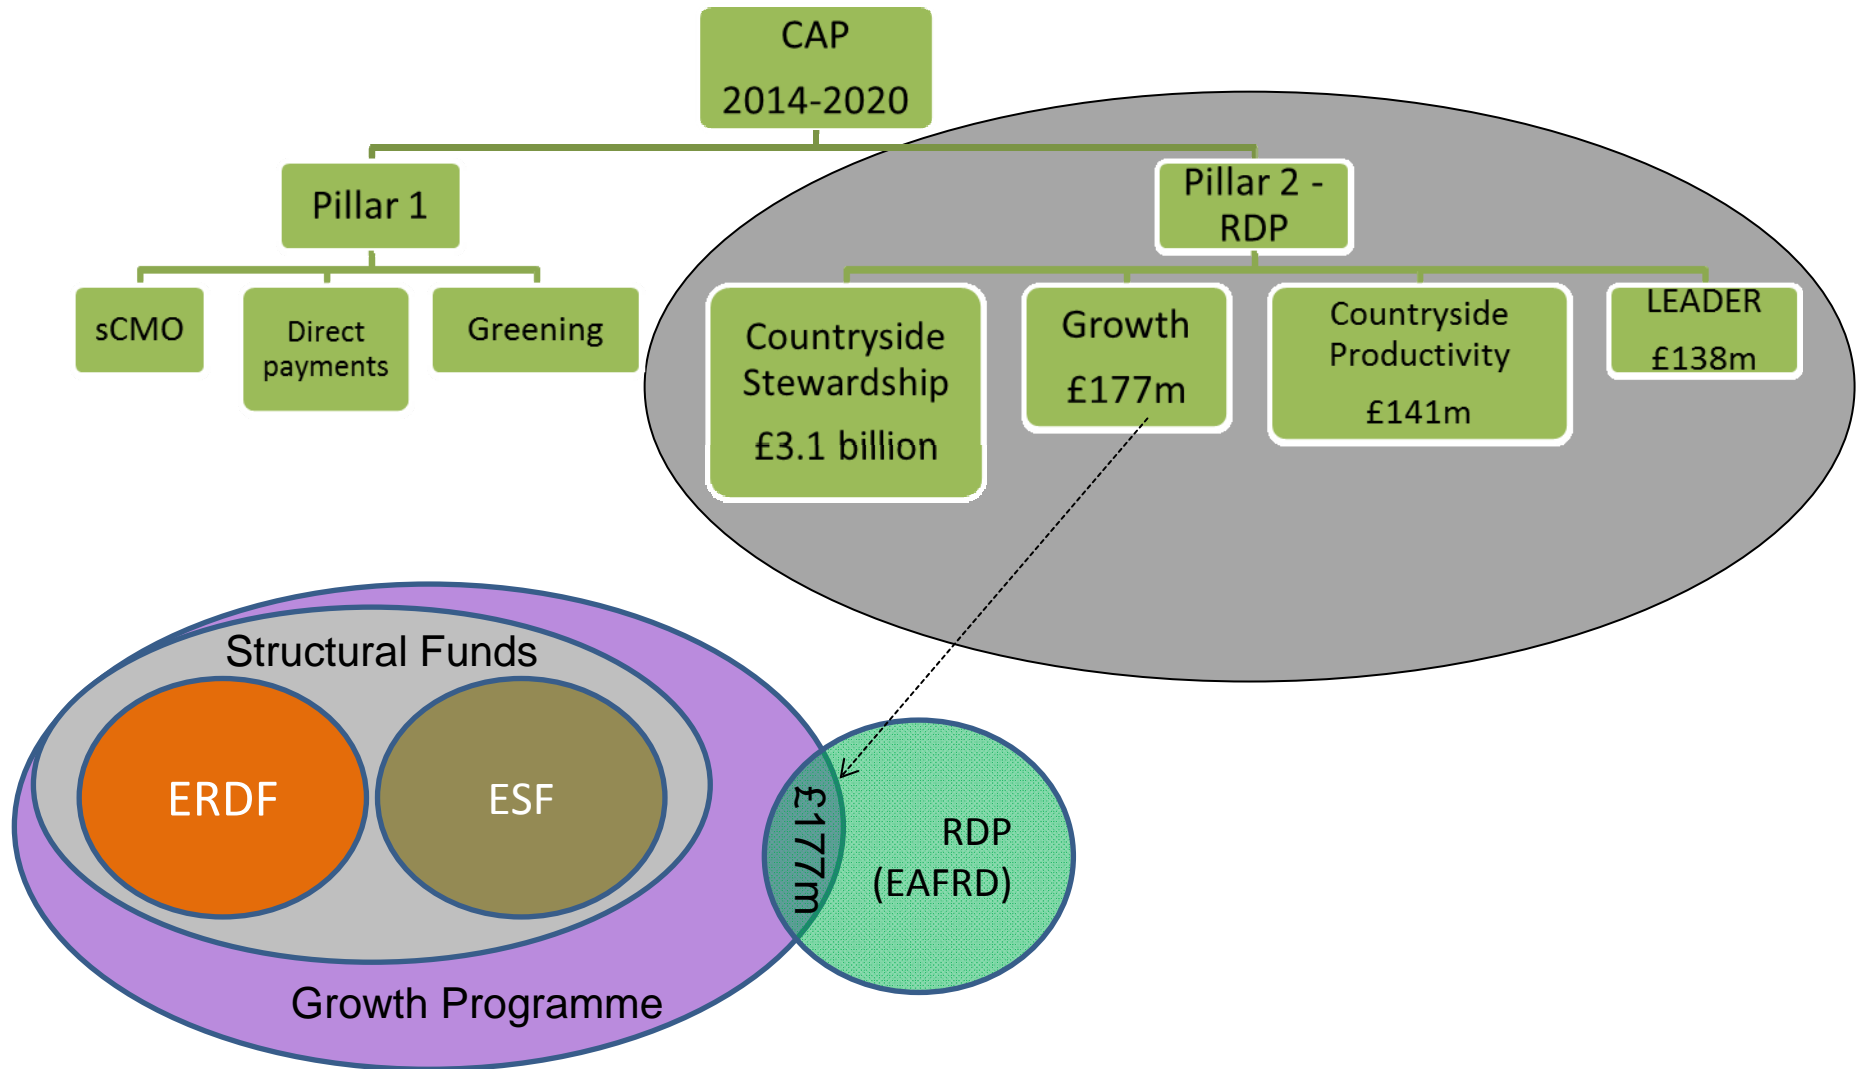 CAP
2014-2020
Pillar 1
Pillar 2 -
RDP
sCMO
Direct
payments
Greening
Countryside
Stewardship
£3.1 billion
Growth
£177m
Countryside
Productivity
£141m
LEADER
£138m
Structural Funds
ERDF
ESF
£177m
RDP
(EAFRD)
Growth Programme